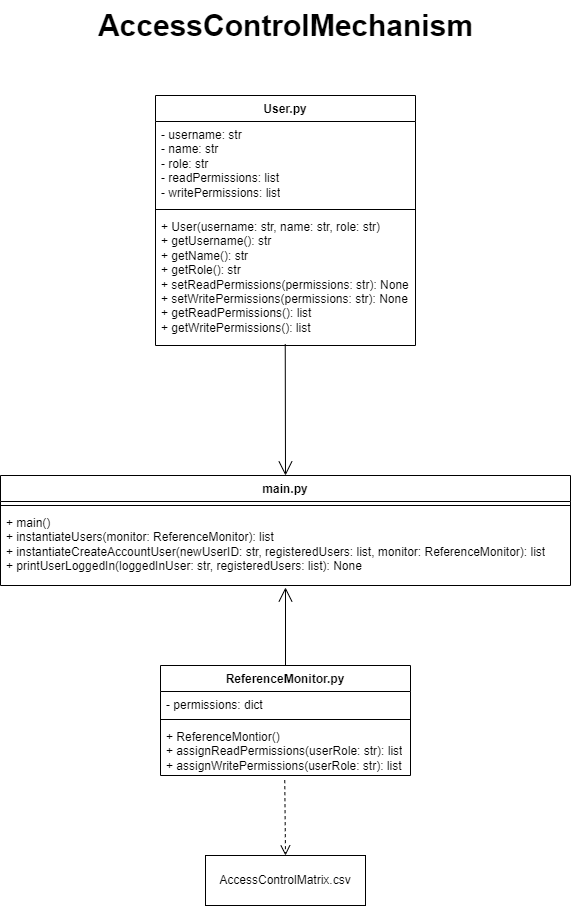 AccessControlMechanism
User.py
- username: str
- name: str
- role: str
- readPermissions: list
- writePermissions: list
+ User(username: str, name: str, role: str)
+ getUsername(): str
+ getName(): str
+ getRole(): str
+ setReadPermissions(permissions: str): None
+ setWritePermissions(permissions: str): None
+ getReadPermissions(): list
+ getWritePermissions(): list
main.py
+ main()
+ instantiateUsers(monitor: ReferenceMonitor): list
+ instantiateCreateAccountUser(newUserID: str, registeredUsers: list, monitor: ReferenceMonitor): list
+ printUserLoggedIn(loggedInUser: str, registeredUsers: list): None
ReferenceMonitor.py
- permissions: dict
+ ReferenceMontior()
+ assignReadPermissions(userRole: str): list
+ assignWritePermissions(userRole: str): list
AccessControlMatrix.csv